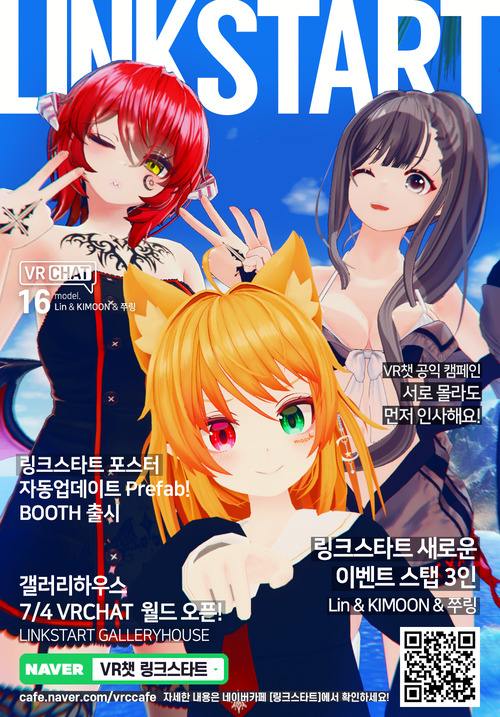 LINKSTART
VR CHAT
16 model.
Lin & KIMOON & 쭈링
VR챗 공익 캠페인
서로 몰라도
먼저 인사해요!
링크스타트 포스터
자동업데이트 Prefab!
BOOTH 출시
링크스타트 새로운
이벤트 스탭 3인
Lin & KIMOON & 쭈링
갤러리하우스
7/4 VRCHAT 월드 오픈!
LINKSTART GALLERYHOUSE
NAVER VR챗 링크스타트
cafe.naver.com/vrccafe 자세한 내용은 네이버카페 [링크스타트]에서 확인하세요!